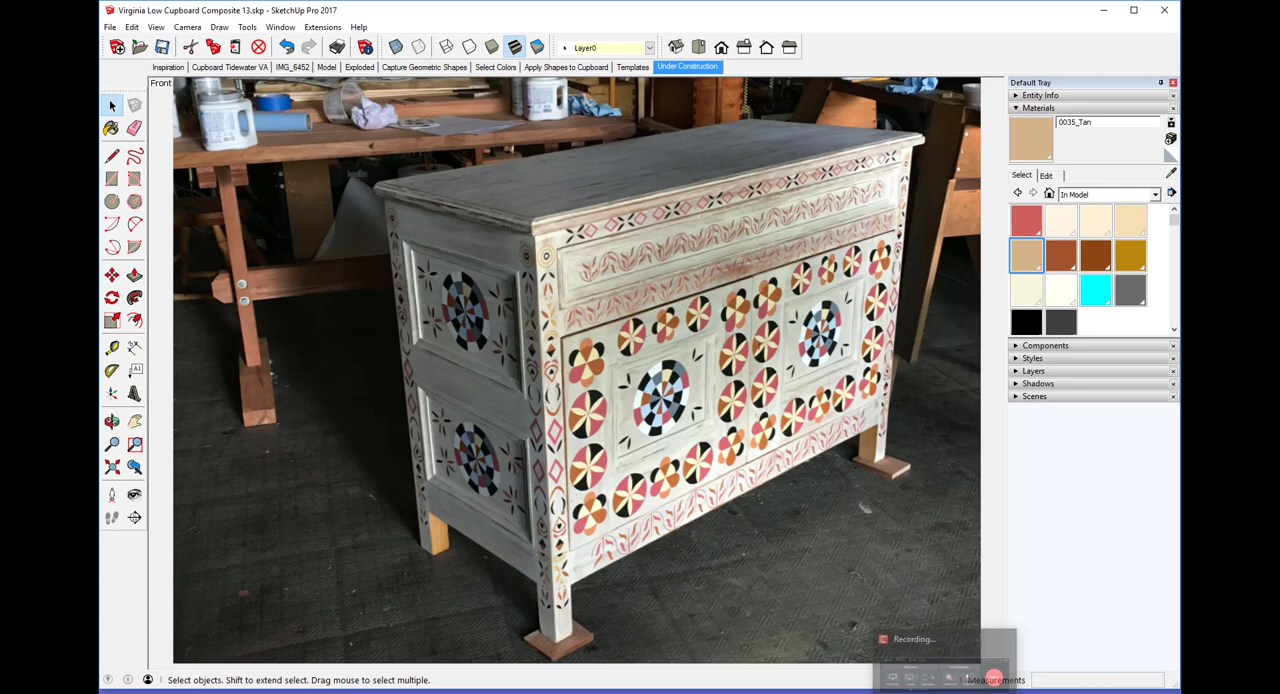 Virginia Low Cupboard Composite 13.skp - SketchUp Pro 2017
File Edit View Camera Draw Tools Window Extensions Help
Layer0
Inspiration Cupboard Tidewater VA IMG_6452 Model Exploded Capture Geometric Shapes Select Colors Apply Shapes to Cupboard Templates Under Construction
Front
Default Tray
Entity Info
Materials
0035_Tan
Select Edit
In Model
Components
Styles
Layers
Shadows
Scenes
A1
Recording...
Select objects. Shift to extend select. Drag mouse to select multiple.
Measurements